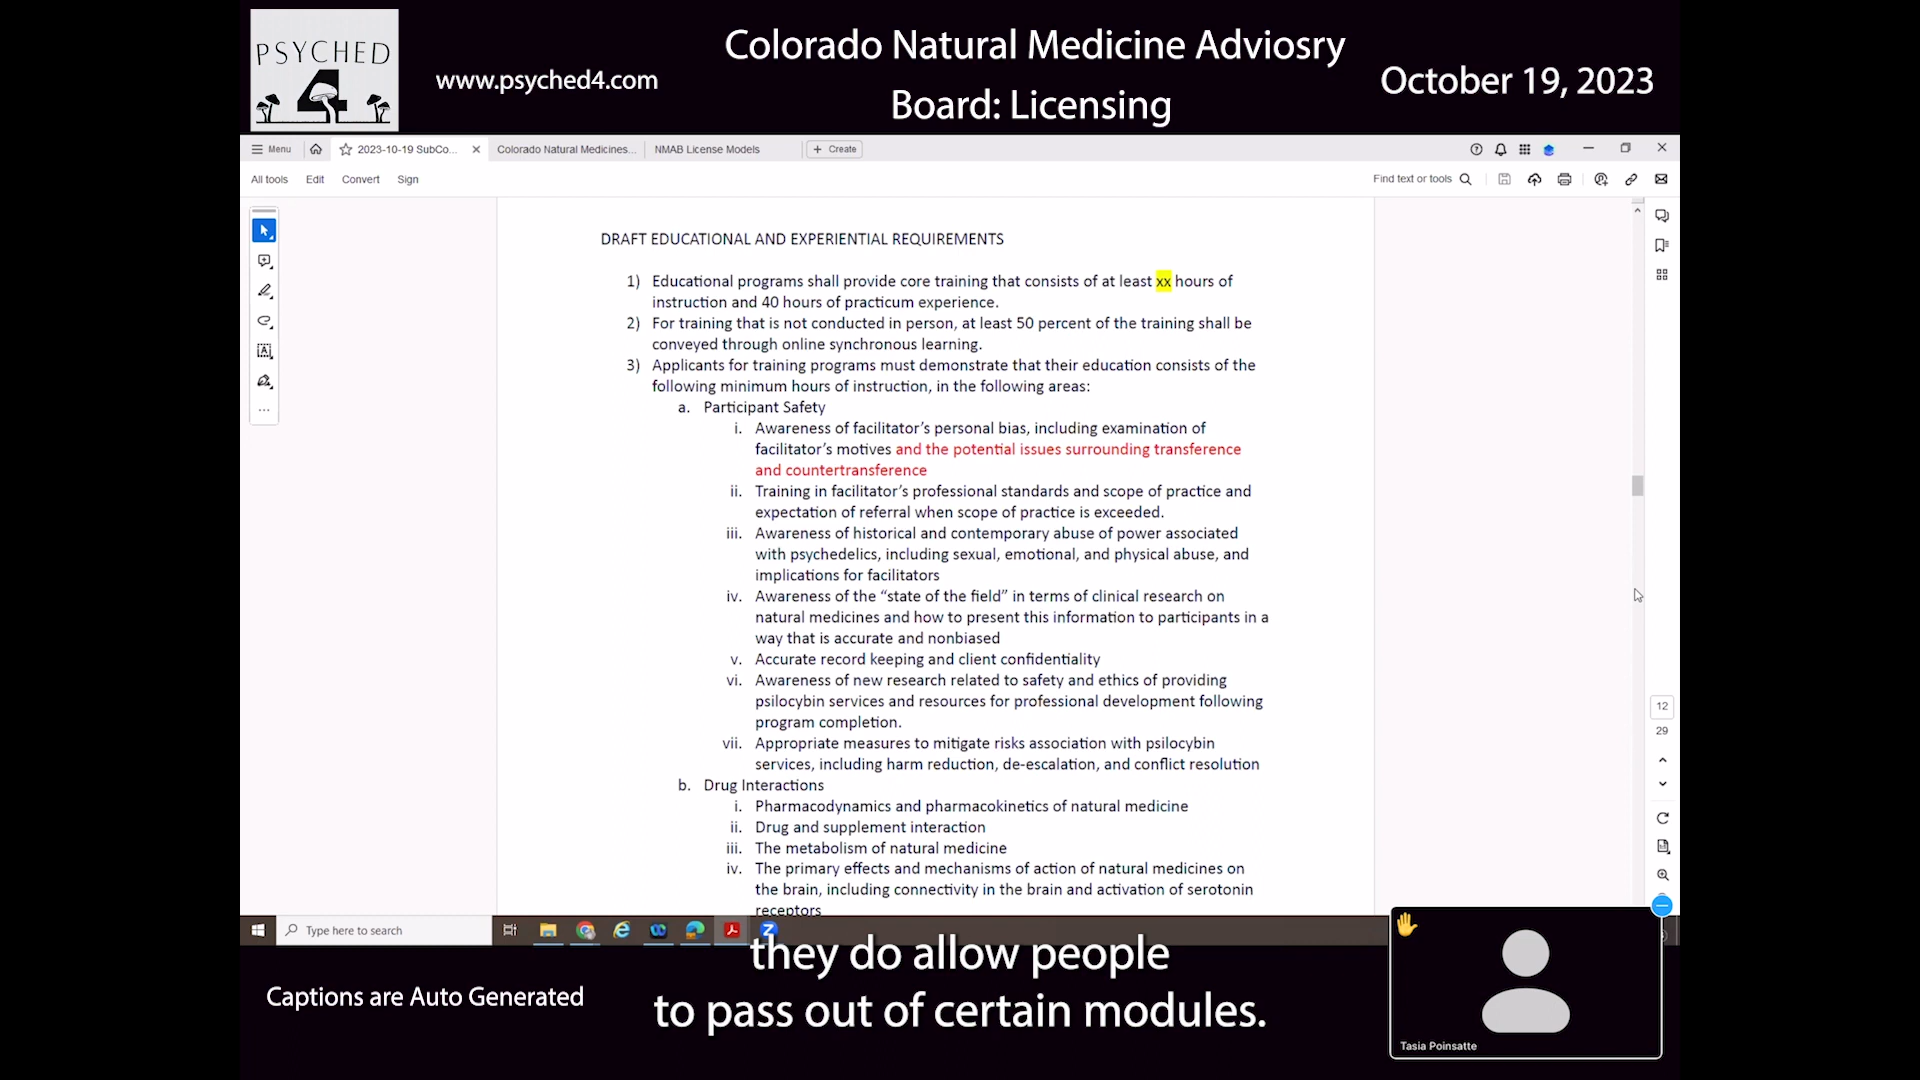 PSYCHED
4
www.psyched4.com
Colorado Natural Medicine Adviosry
Board: Licensing
October 19, 2023
Menu
2023-10-19 SubCo...
Colorado Natural Medicines...
NMAB License Models
Create
All tools
Edit
Convert
Sign
Find text or tools
DRAFT EDUCATIONAL AND EXPERIENTIAL REQUIREMENTS
1) Educational programs shall provide core training that consists of at least xx hours of
instruction and 40 hours of practicum experience.
2) For training that is not conducted in person, at least 50 percent of the training shall be
conveyed through online synchronous learning.
3) Applicants for training programs must demonstrate that their education consists of the
following minimum hours of instruction, in the following areas:
a. Participant Safety
i. Awareness of facilitator’s personal bias, including examination of
facilitator’s motives and the potential issues surrounding transference
and countertransference
ii. Training in facilitator’s professional standards and scope of practice and
expectation of referral when scope of practice is exceeded.
iii. Awareness of historical and contemporary abuse of power associated
with psychedelics, including sexual, emotional, and physical abuse, and
implications for facilitators
iv. Awareness of the “state of the field” in terms of clinical research on
natural medicines and how to present this information to participants in a
way that is accurate and nonbiased
v. Accurate record keeping and client confidentiality
vi. Awareness of new research related to safety and ethics of providing
psilocybin services and resources for professional development following
program completion.
vii. Appropriate measures to mitigate risks association with psilocybin
services, including harm reduction, de-escalation, and conflict resolution
b. Drug Interactions
i. Pharmacodynamics and pharmacokinetics of natural medicine
ii. Drug and supplement interaction
iii. The metabolism of natural medicine
iv. The primary effects and mechanisms of action of natural medicines on
the brain, including connectivity in the brain and activation of serotonin
receptors
12
29
Type here to search
they do allow people
to pass out of certain modules.
Captions are Auto Generated
Tasia Poinsatte